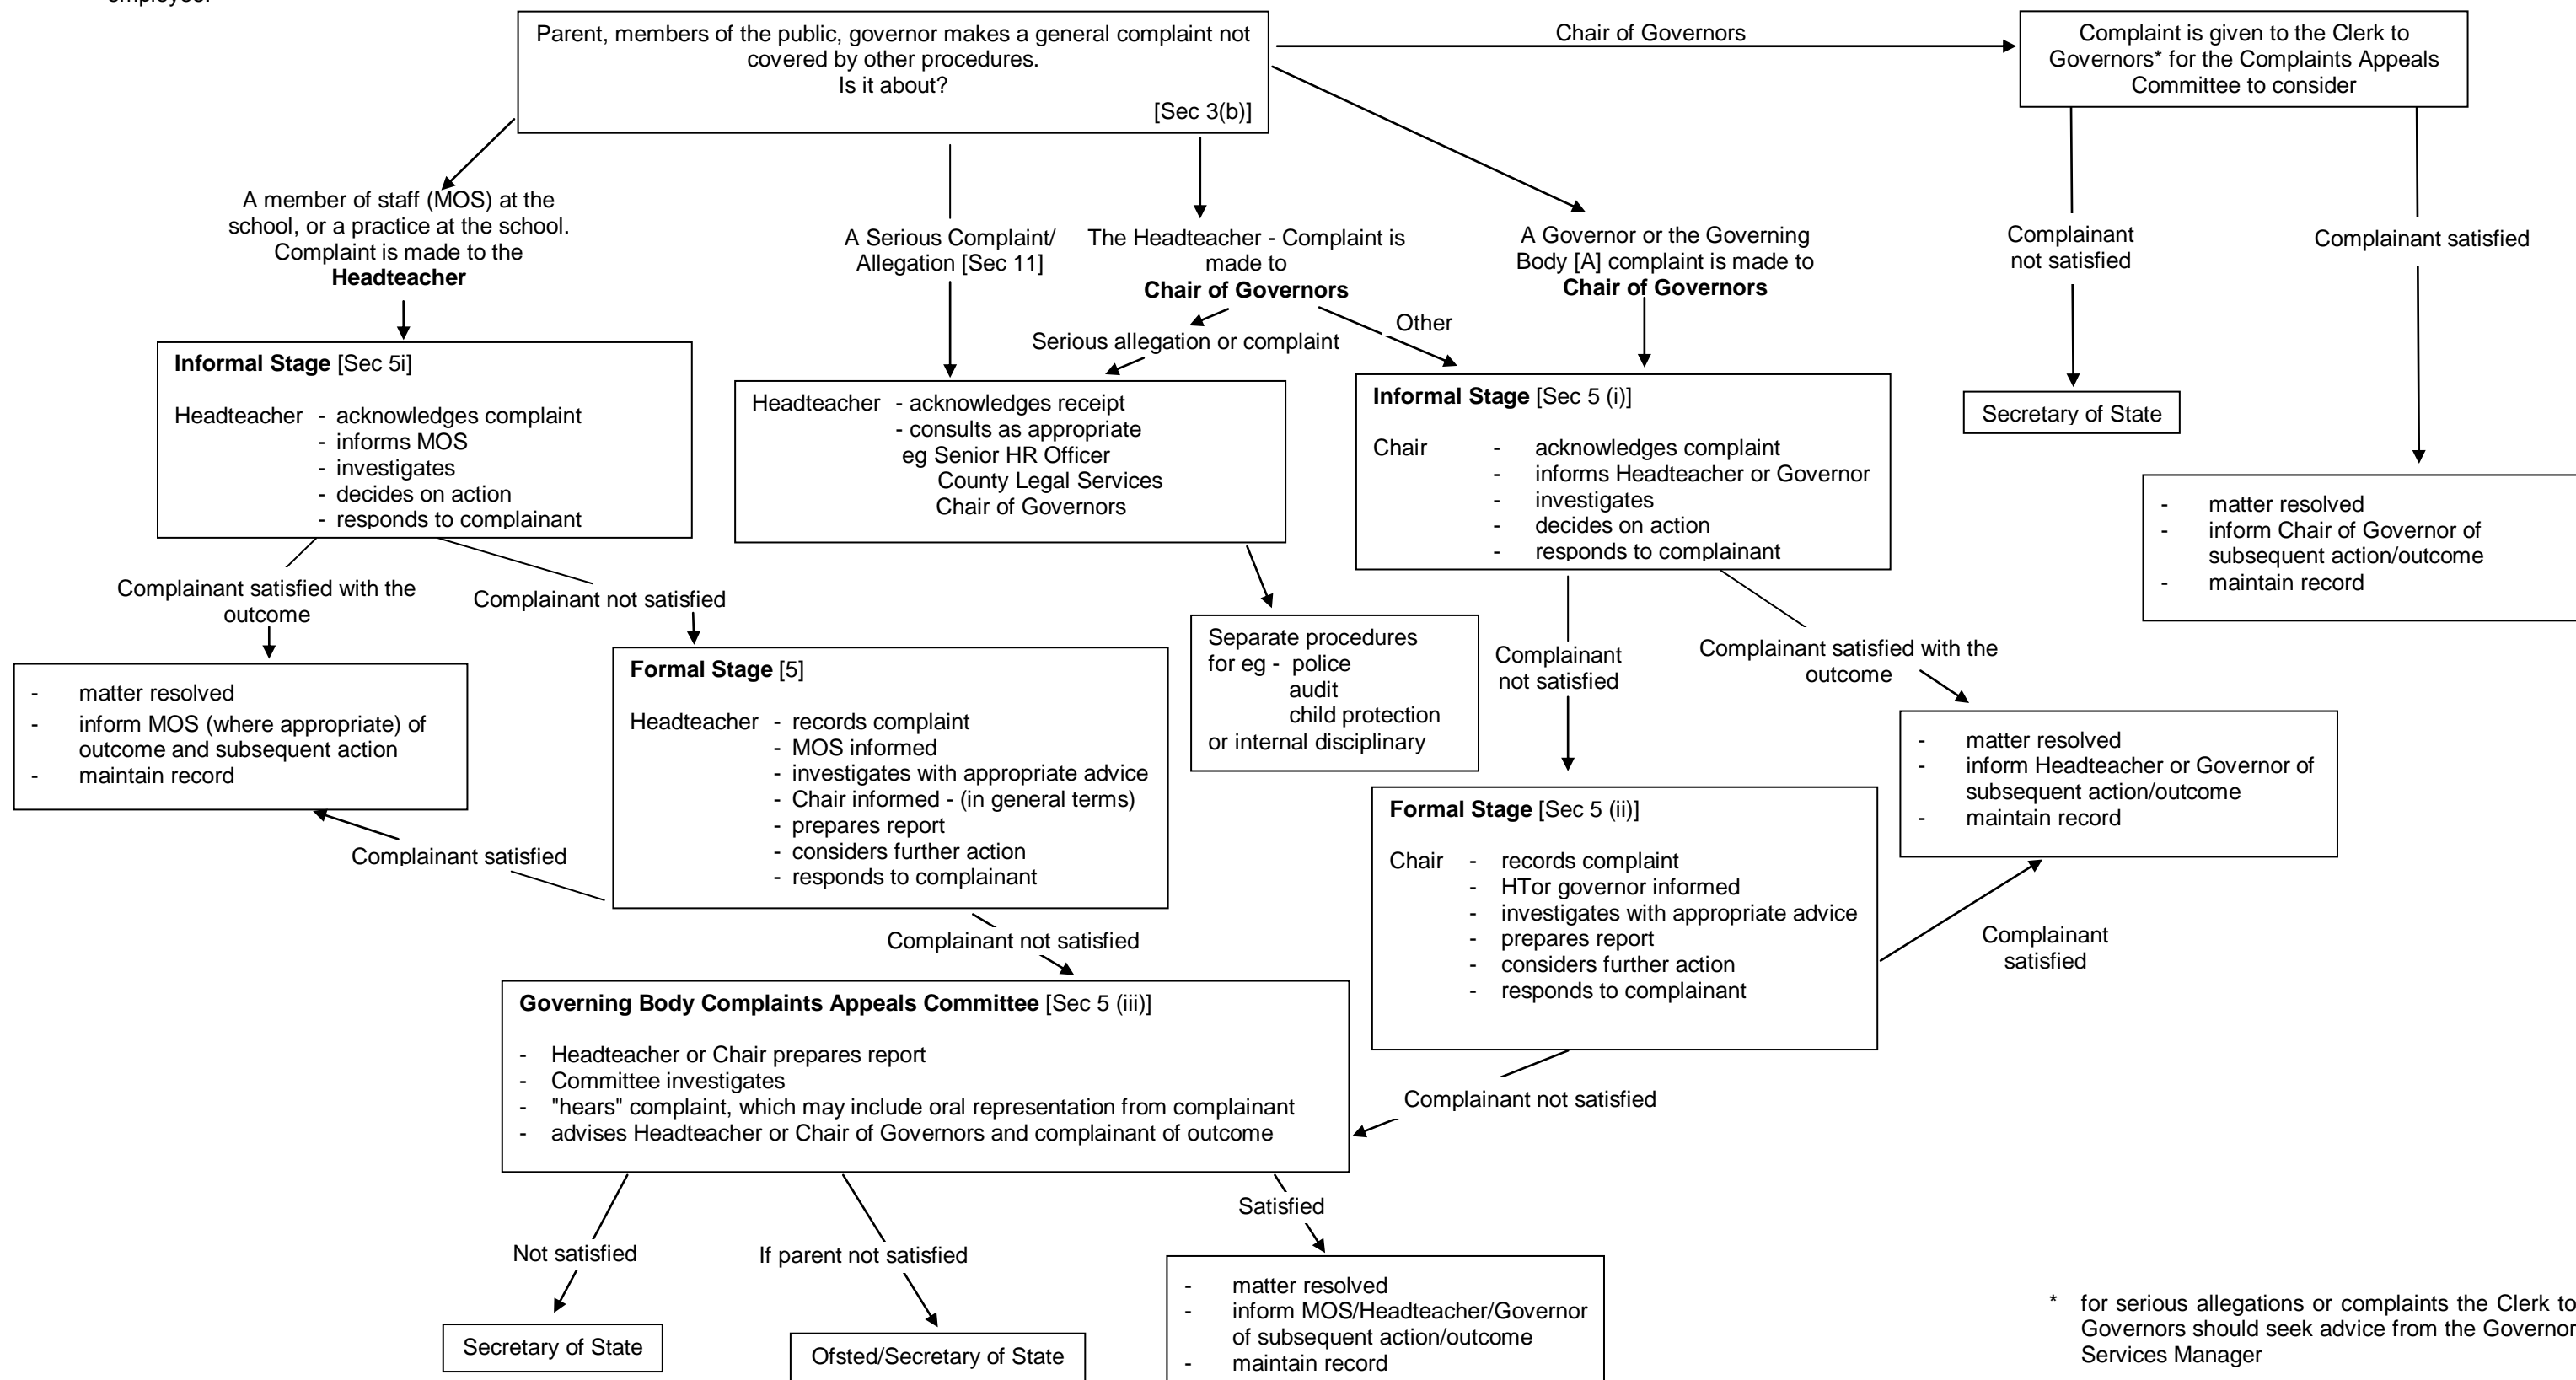 employee.
Parent, members of the public, governor makes a general complaint not
covered by other procedures.
Is it about?
[Sec 3(b)]
Chair of Governors
Complaint is given to the Clerk to
Governors* for the Complaints Appeals
Committee to consider
A member of staff (MOS) at the
school, or a practice at the school.
Complaint is made to the
Headteacher
A Serious Complaint/
Allegation [Sec 11]
The Headteacher - Complaint is
made to
Chair of Governors
A Governor or the Governing
Body [A] complaint is made to
Chair of Governors
Complainant
not satisfied
Complainant satisfied
Serious allegation or complaint
Other
Informal Stage [Sec 5i]
Headteacher - acknowledges complaint
- informs MOS
- investigates
- decides on action
- responds to complainant
Headteacher - acknowledges receipt
- consults as appropriate
eg Senior HR Officer
County Legal Services
Chair of Governors
Informal Stage [Sec 5 (i)]
Chair - acknowledges complaint
- informs Headteacher or Governor
- investigates
- decides on action
- responds to complainant
Secretary of State
- matter resolved
- inform Chair of Governor of
subsequent action/outcome
- maintain record
Complainant satisfied with the
outcome
Complainant not satisfied
Separate procedures
for eg - police
audit
child protection
or internal disciplinary
Complainant
not satisfied
Complainant satisfied with the
outcome
- matter resolved
- inform MOS (where appropriate) of
outcome and subsequent action
- maintain record
Formal Stage [5]
Headteacher - records complaint
- MOS informed
- investigates with appropriate advice
- Chair informed - (in general terms)
- prepares report
- considers further action
- responds to complainant
- matter resolved
- inform Headteacher or Governor of
subsequent action/outcome
- maintain record
Complainant satisfied
Formal Stage [Sec 5 (ii)]
Chair - records complaint
- HTor governor informed
- investigates with appropriate advice
- prepares report
- considers further action
- responds to complainant
Complainant
satisfied
Complainant not satisfied
Governing Body Complaints Appeals Committee [Sec 5 (iii)]
- Headteacher or Chair prepares report
- Committee investigates
- "hears" complaint, which may include oral representation from complainant
- advises Headteacher or Chair of Governors and complainant of outcome
Complainant not satisfied
Not satisfied
If parent not satisfied
Satisfied
Secretary of State
Ofsted/Secretary of State
- matter resolved
- inform MOS/Headteacher/Governor
of subsequent action/outcome
- maintain record
* for serious allegations or complaints the Clerk to
Governors should seek advice from the Governor
Services Manager